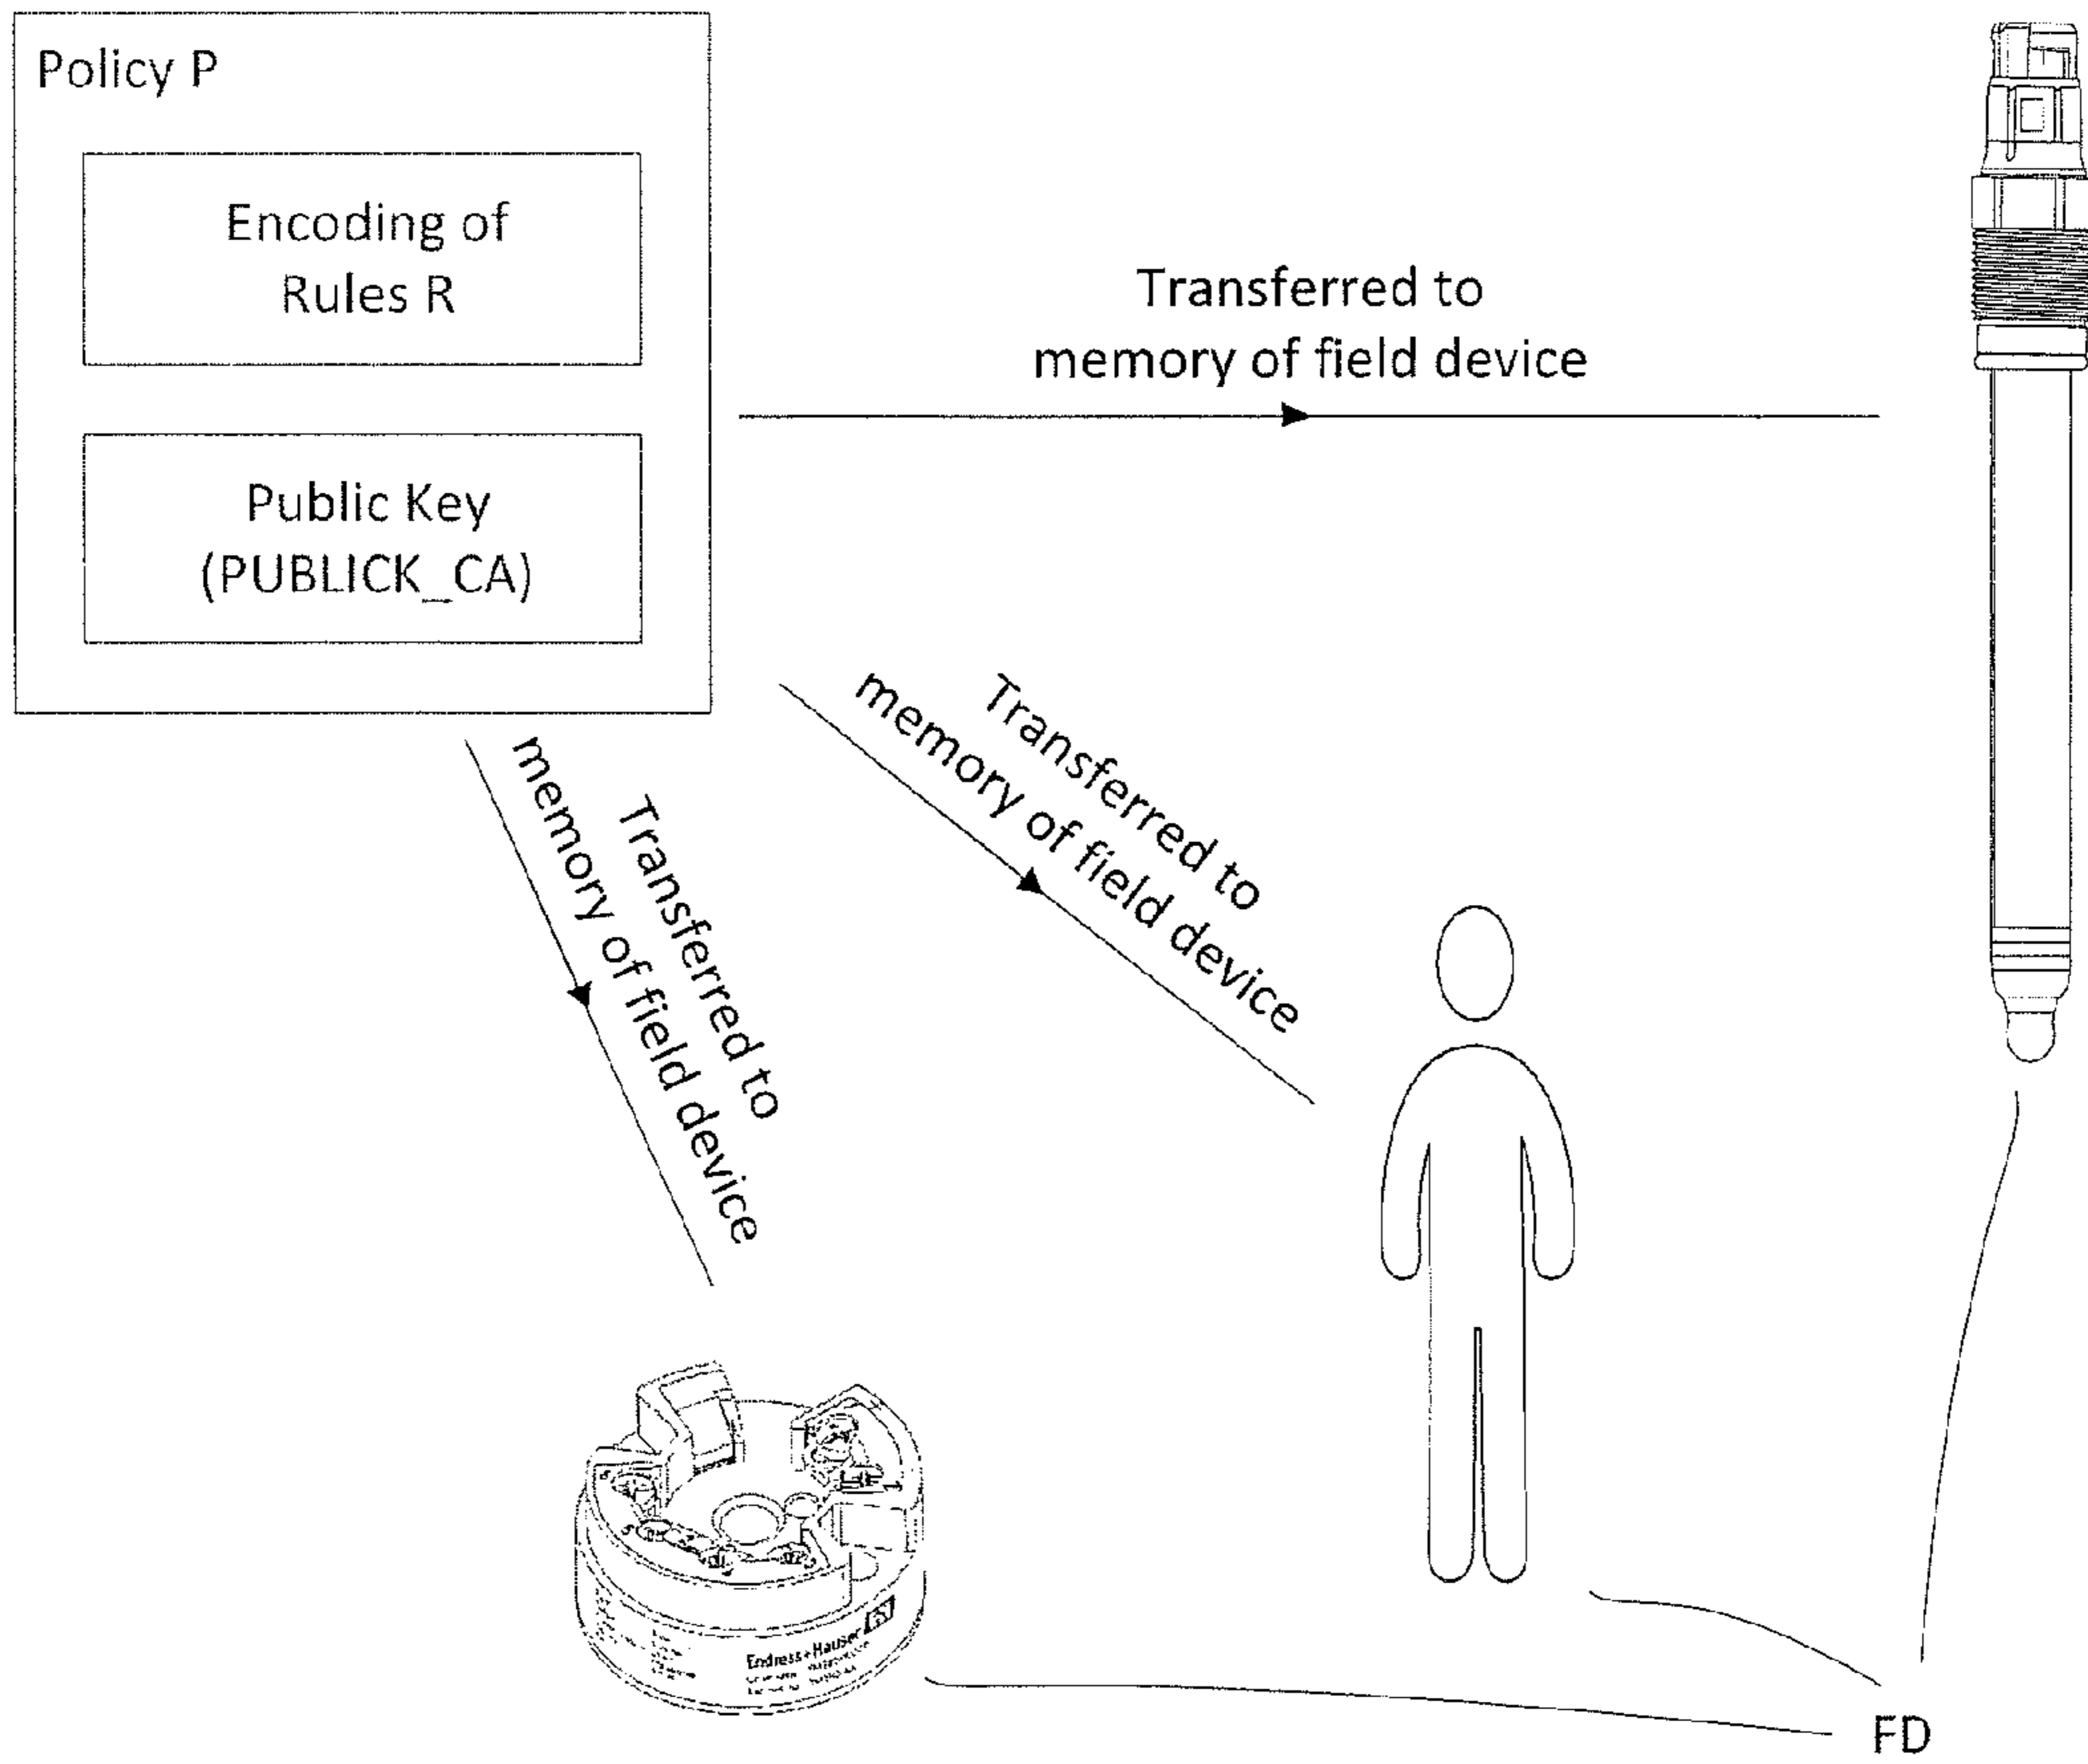 Policy P
Encoding of
Rules R
Public Key
(PUBLICK_CA)
Transferred to
memory of field device
Transferred to
memory of field device
Transferred to
memory of field device
Endress+Hauser
FD